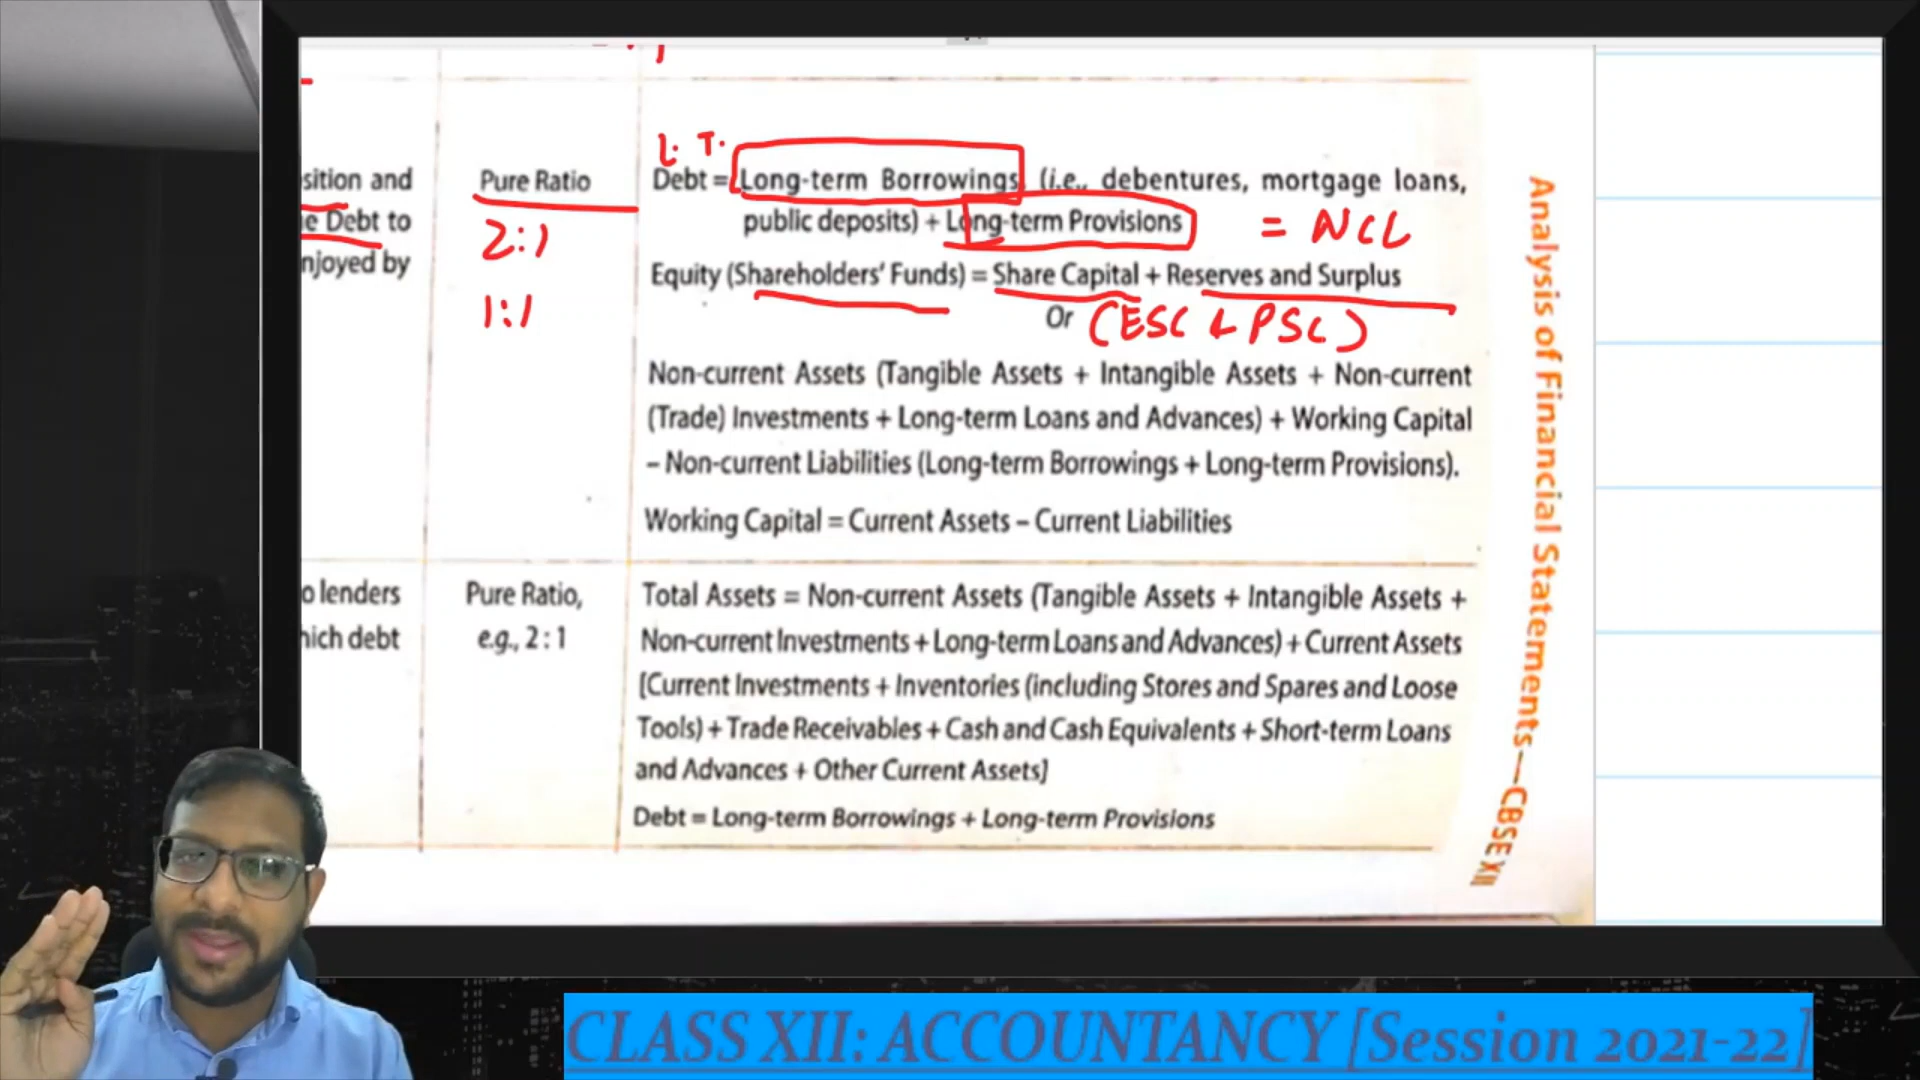 L. T.
sition and
e Debt to
njoyed by
Pure Ratio
2:1
1:1
Debt = Long-term Borrowings (i.e., debentures, mortgage loans,
public deposits) + Long-term Provisions = NCL
Equity (Shareholders' Funds) = Share Capital + Reserves and Surplus
Or (ESC + PSC)
Non-current Assets (Tangible Assets + Intangible Assets + Non-current
(Trade) Investments + Long-term Loans and Advances) + Working Capital
– Non-current Liabilities (Long-term Borrowings + Long-term Provisions).
Working Capital = Current Assets – Current Liabilities
o lenders
hich debt
Pure Ratio,
e.g., 2 : 1
Total Assets = Non-current Assets (Tangible Assets + Intangible Assets +
Non-current Investments + Long-term Loans and Advances) + Current Assets
[Current Investments + Inventories (including Stores and Spares and Loose
Tools) + Trade Receivables + Cash and Cash Equivalents + Short-term Loans
and Advances + Other Current Assets]
Debt = Long-term Borrowings + Long-term Provisions
Analysis of Financial Statements—CBSE XII
CLASS XII: ACCOUNTANCY [Session 2021-22]